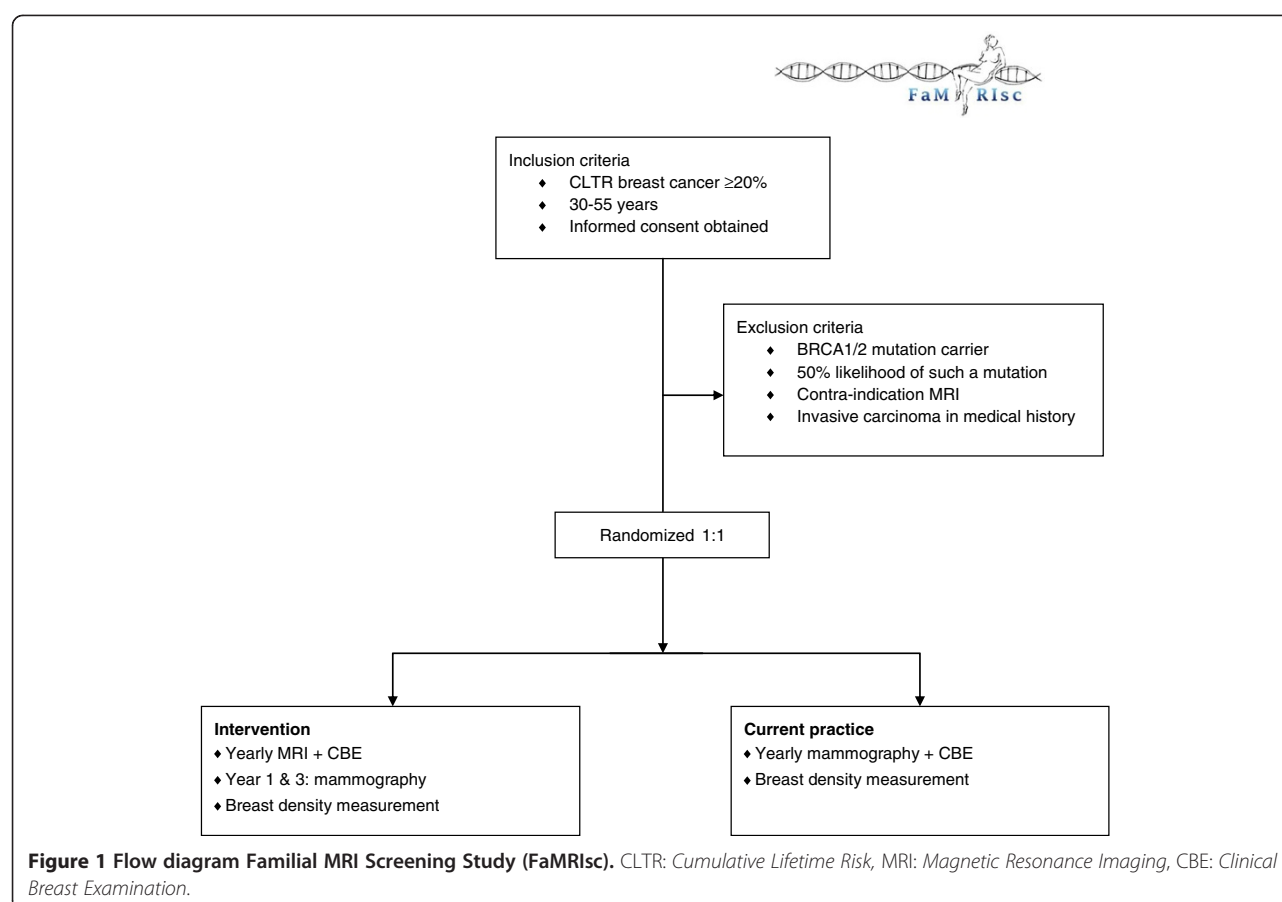 FaM RIsc
Inclusion criteria
♦ CLTR breast cancer ≥20%
♦ 30-55 years
♦ Informed consent obtained
Exclusion criteria
♦ BRCA1/2 mutation carrier
♦ 50% likelihood of such a mutation
♦ Contra-indication MRI
♦ Invasive carcinoma in medical history
Randomized 1:1
Intervention
♦ Yearly MRI + CBE
♦ Year 1 & 3: mammography
♦ Breast density measurement
Current practice
♦ Yearly mammography + CBE
♦ Breast density measurement
Figure 1 Flow diagram Familial MRI Screening Study (FaMRIsc). CLTR: Cumulative Lifetime Risk, MRI: Magnetic Resonance Imaging, CBE: Clinical
Breast Examination.